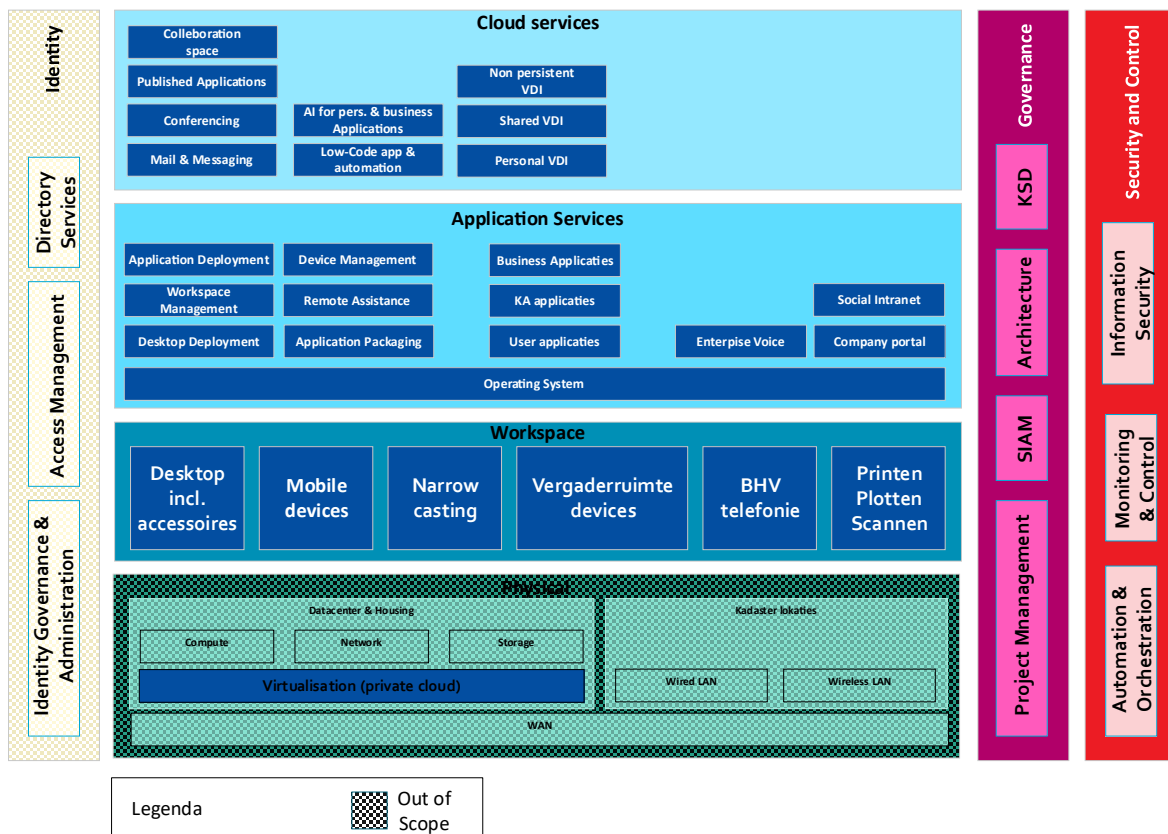 Identity
Directory
Services
Access Management
Identity Governance &
Administration
Cloud services
Colleboration
space
Published Applications
Conferencing
Mail & Messaging
AI for pers. & business
Applications
Low-Code app &
automation
Non persistent
VDI
Shared VDI
Personal VDI
Application Services
Application Deployment
Device Management
Business Applicaties
Workspace
Management
Remote Assistance
KA applicaties
Social Intranet
Desktop Deployment
Application Packaging
User applicaties
Enterpise Voice
Company portal
Operating System
Workspace
Desktop
incl.
accessoires
Mobile
devices
Narrow
casting
Vergaderruimte
devices
BHV
telefonie
Printen
Plotten
Scannen
Physical
Datacenter & Housing
Compute
Network
Storage
Virtualisation (private cloud)
Kadaster lokaties
Wired LAN
Wireless LAN
WAN
Governance
KSD
Architecture
SIAM
Project Mnanagement
Security and Control
Information
Security
Monitoring
& Control
Automation &
Orchestration
Legenda
Out of
Scope